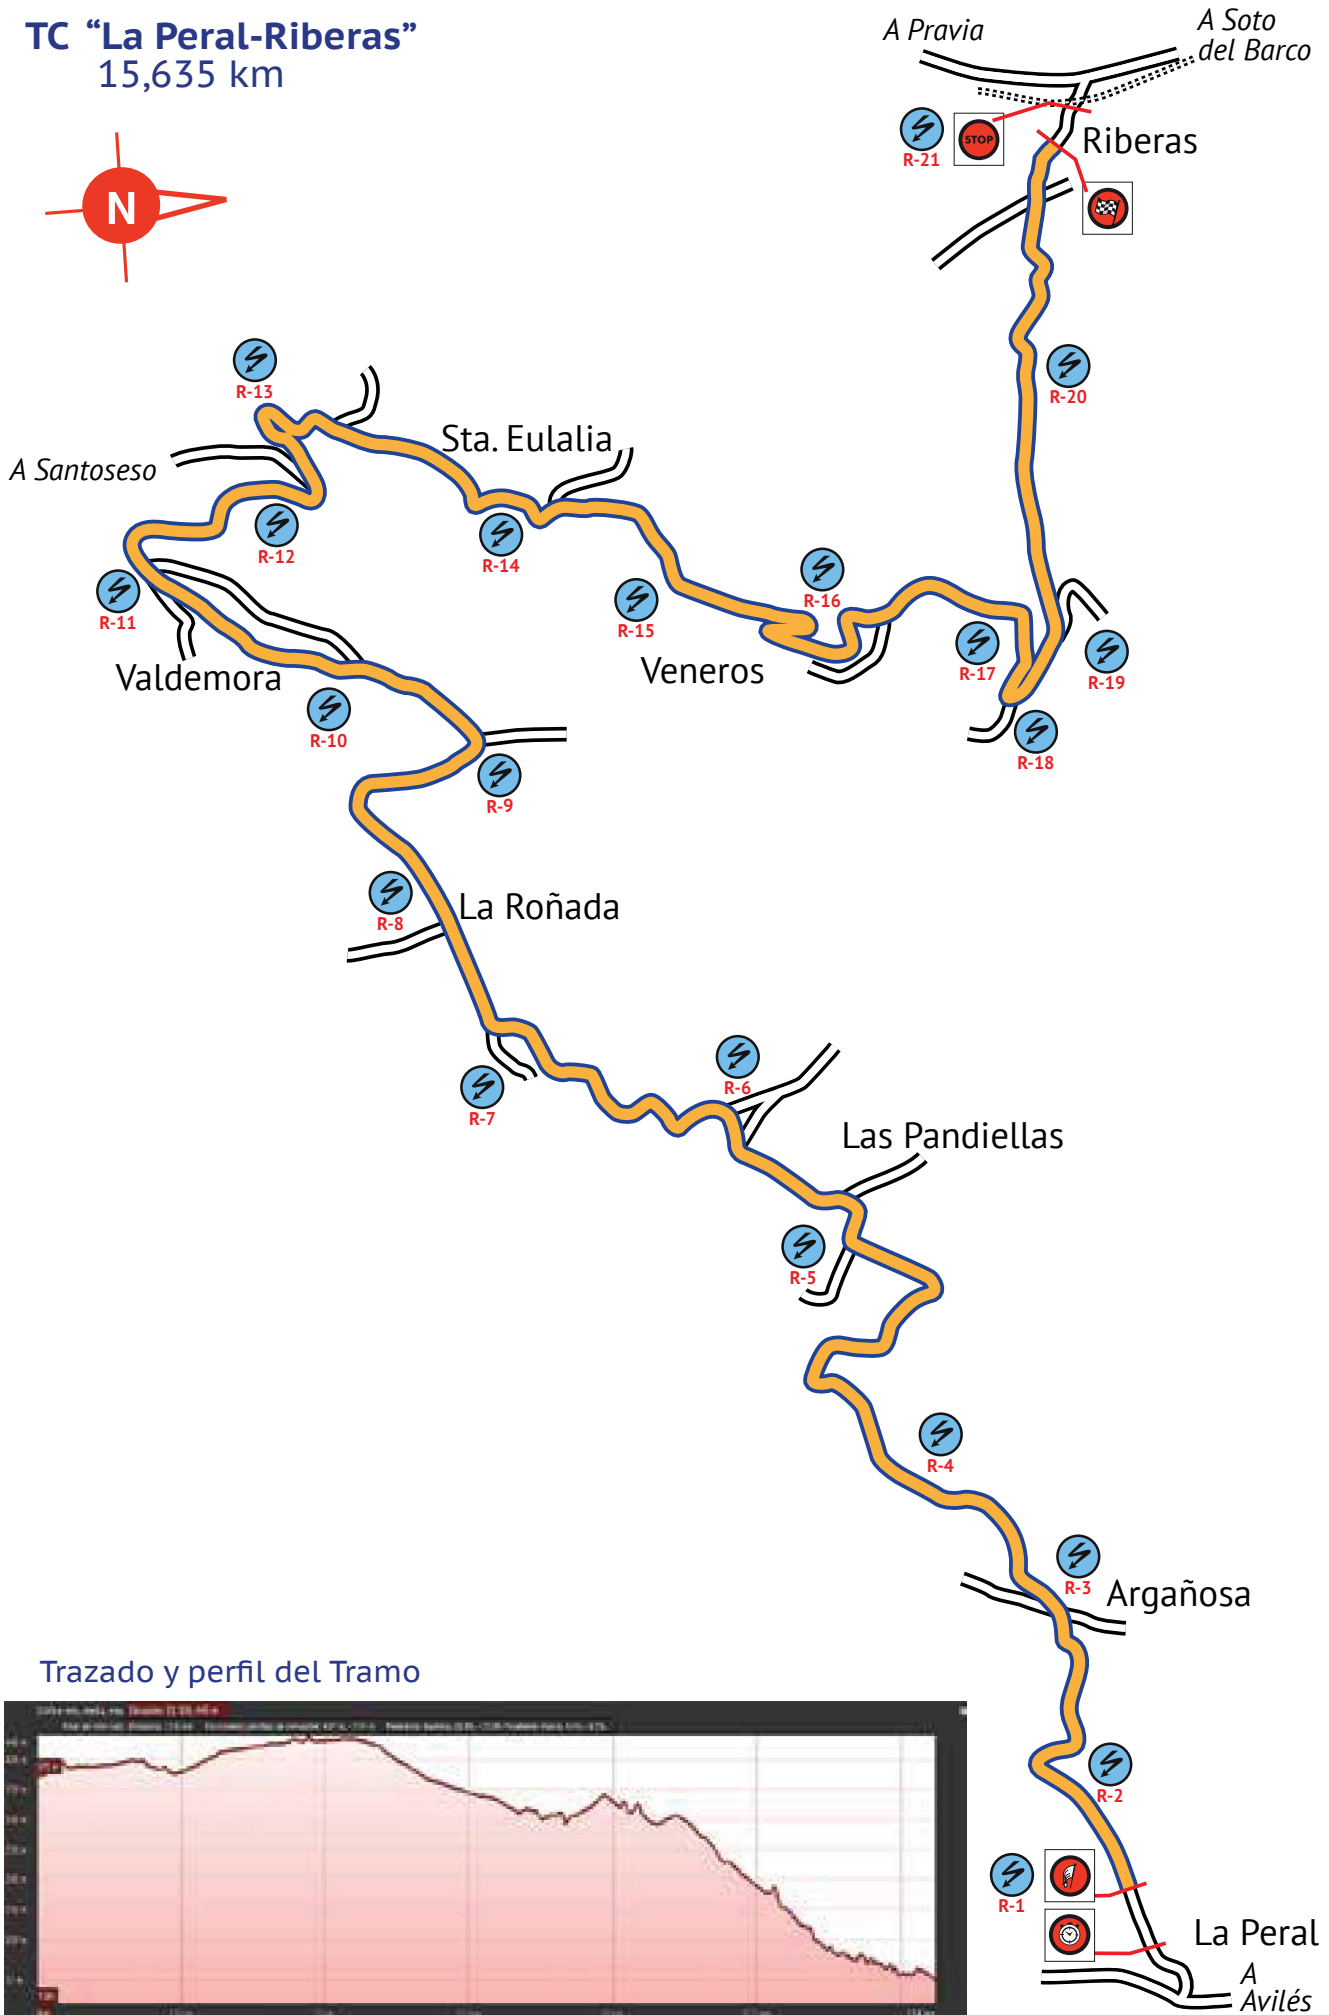 TC “La Peral-Riberas”
15,635 km
A Pravia
A Soto
del Barco
N
STOP
R-21
Riberas
R-13
R-20
Sta. Eulalia
A Santoseso
R-12
R-14
R-16
R-11
R-15
Valdemora
Veneros
R-17
R-19
R-10
R-18
R-9
R-8
La Roñada
R-6
R-7
Las Pandiellas
R-5
R-4
R-3
Argañosa
Trazado y perfil del Tramo
R-2
R-1
La Peral
A
Avilés